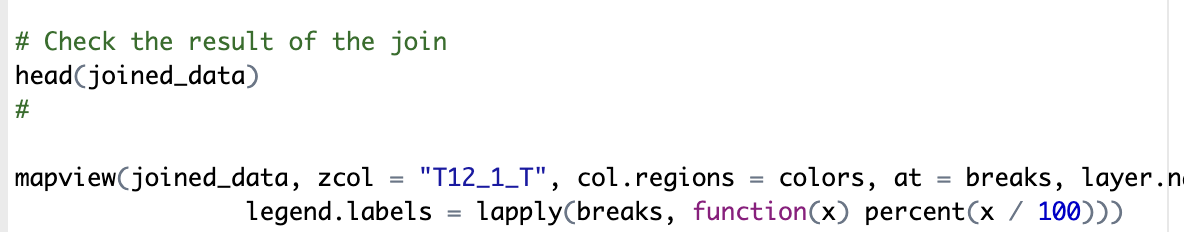 # Check the result of the join
head(joined_data)
#
mapview(joined_data, zcol = "T12_1_T", col.regions = colors, at = breaks,
legend.labels = lapply(breaks, function(x) percent(x / 100)))